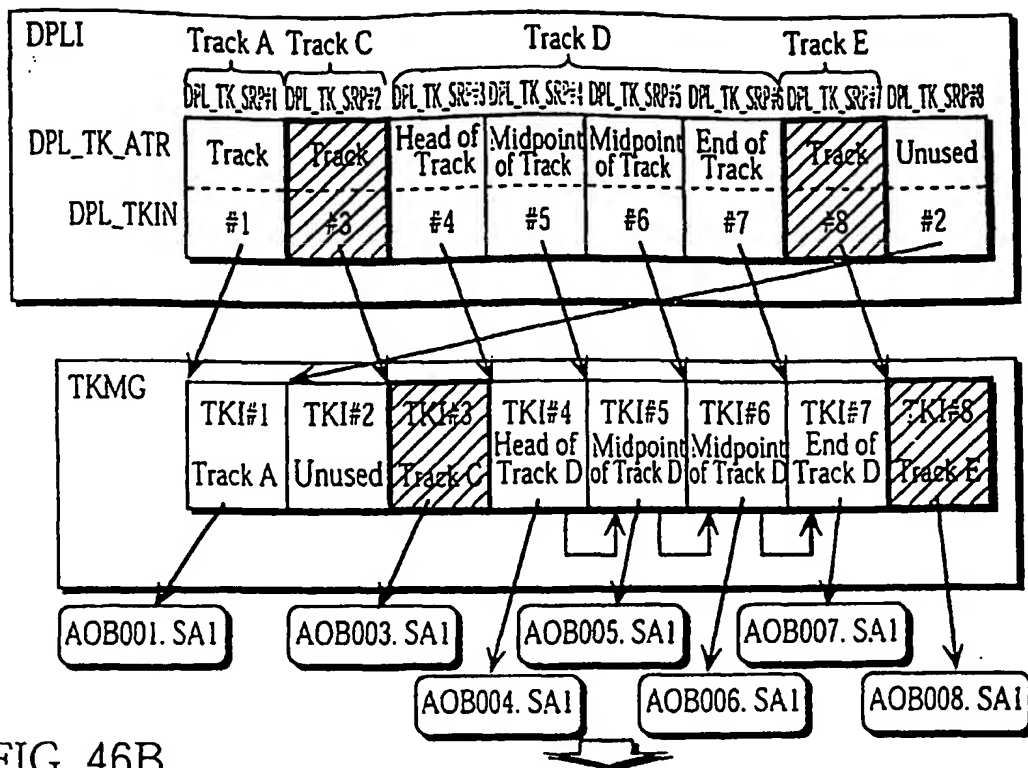 DPLI
Track A Track C Track D Track E
DPL_TK_SRP#1 DPL_TK_SRP#2 DPL_TK_SRP#3 DPL_TK_SRP#4 DPL_TK_SRP#5 DPL_TK_SRP#6 DPL_TK_SRP#7 DPL_TK_SRP#8
DPL_TK_ATR Track Track Head of Track Midpoint of Track Midpoint of Track End of Track Track Unused
DPL_TKIN #1 #3 #4 #5 #6 #7 #8 #2
TKMG
TKI#1 TKI#2 TKI#3 TKI#4 TKI#5 TKI#6 TKI#7 TKI#8
Track A Unused Track C Head of Track D Midpoint of Track D Midpoint of Track D End of Track D Track E
AOB001. SA1 AOB003. SA1 AOB005. SA1 AOB007. SA1
AOB004. SA1 AOB006. SA1 AOB008. SA1
FIG. 46B